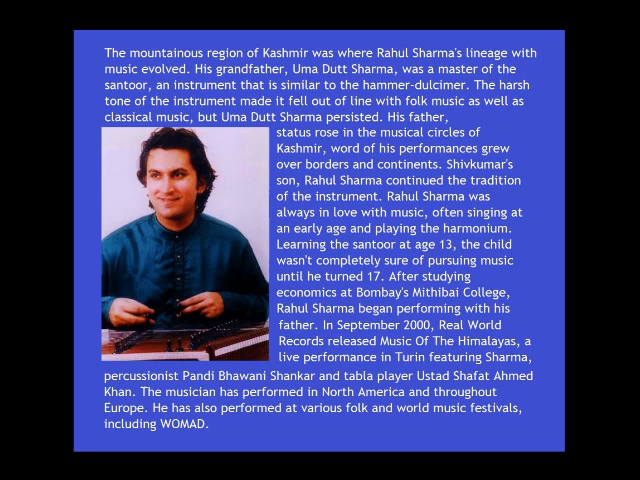 The mountainous region of Kashmir was where Rahul Sharma's lineage with
music evolved. His grandfather, Uma Dutt Sharma, was a master of the
santoor, an instrument that is similar to the hammer-dulcimer. The harsh
tone of the instrument made it fell out of line with folk music as well as
classical music, but Uma Dutt Sharma persisted. His father,
status rose in the musical circles of
Kashmir, word of his performances grew
over borders and continents. Shivkumar's
son, Rahul Sharma continued the tradition
of the instrument. Rahul Sharma was
always in love with music, often singing at
an early age and playing the harmonium.
Learning the santoor at age 13, the child
wasn't completely sure of pursuing music
until he turned 17. After studying
economics at Bombay's Mithibai College,
Rahul Sharma began performing with his
father. In September 2000, Real World
Records released Music Of The Himalayas, a
live performance in Turin featuring Sharma,
percussionist Pandi Bhawani Shankar and tabla player Ustad Shafat Ahmed
Khan. The musician has performed in North America and throughout
Europe. He has also performed at various folk and world music festivals,
including WOMAD.